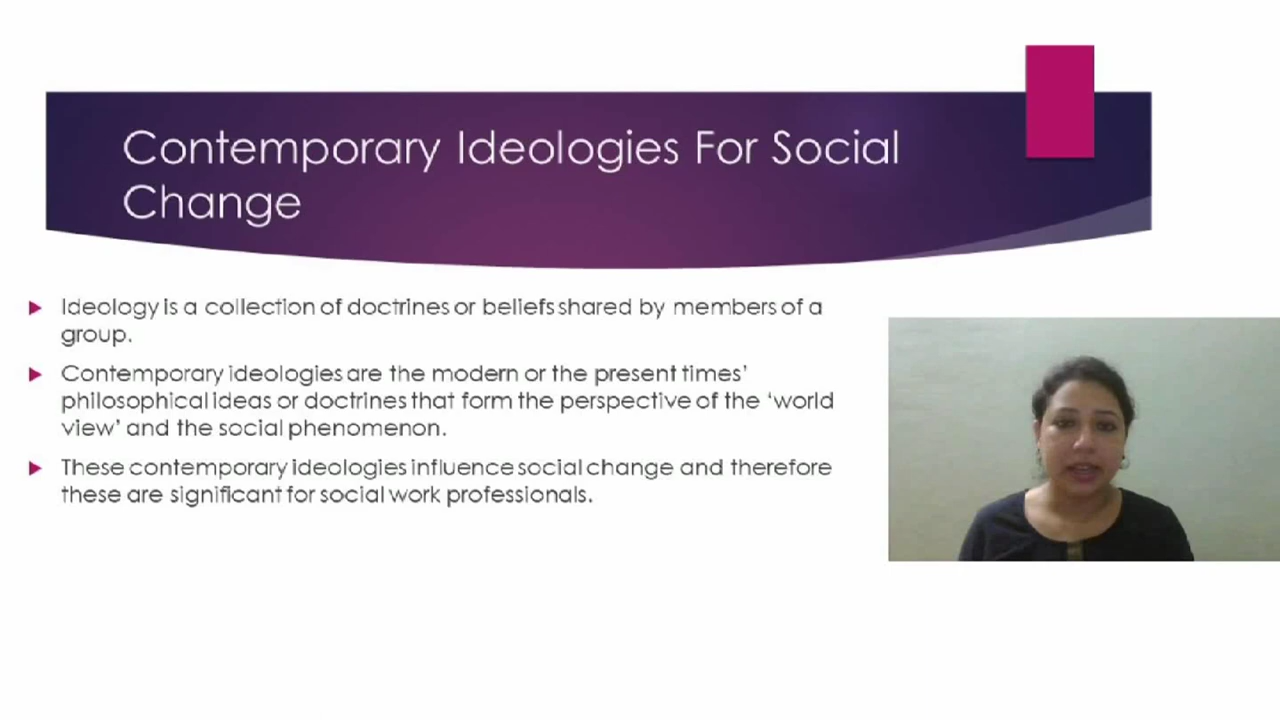 Contemporary Ideologies For Social
Change
Ideology is a collection of doctrines or beliefs shared by members of a
group.
Contemporary ideologies are the modern or the present times’
philosophical ideas or doctrines that form the perspective of the ‘world
view’ and the social phenomenon.
These contemporary ideologies influence social change and therefore
these are significant for social work professionals.